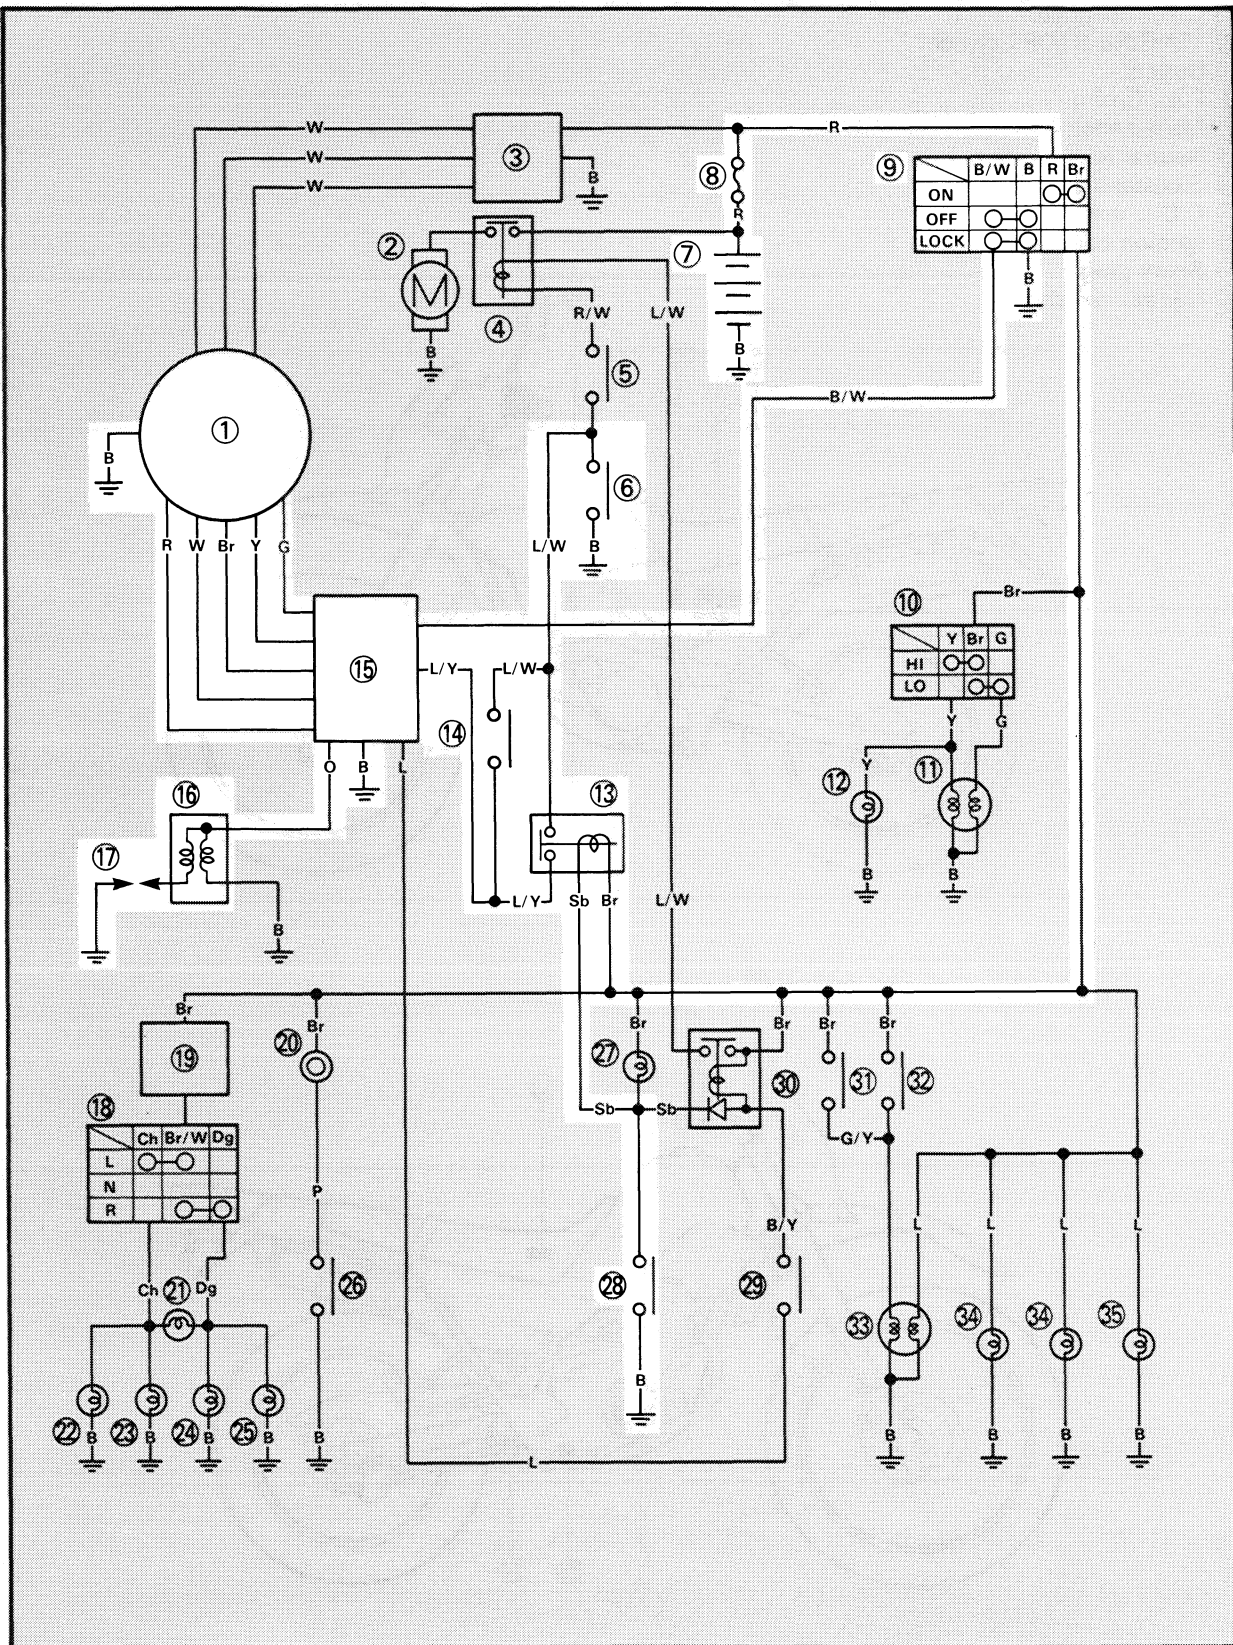 W
R
W
③
B
⑧
⑨
B/W B R Br
W
ON
R
OFF
②
⑦
LOCK
B
④
R/W
L/W
B
B
⑤
B/W
①
B
⑥
R W Br Y G
L/W
B
⑩
Br
Y Br G
HI
LO
⑮
L/Y
L/W
⑭
Y
G
O
B
L
Y
⑫
⑪
⑯
⑬
⑰
B
B
L/Y
Sb
Br
L/W
B
Br
Br
Br
Br
Br
Br
⑲
⑳
㉗
㉚
㉛
㉜
⑱
Sb
Sb
Ch Br/W Dg
L
N
R
G/Y
P
B/Y
L
L
L
L
Ch
㉑
Dg
㉖
㉘
㉙
㉝
㉞
㉞
㉟
B
㉒
B
㉓
B
㉔
B
㉕
B
B
B
B
B
B
L